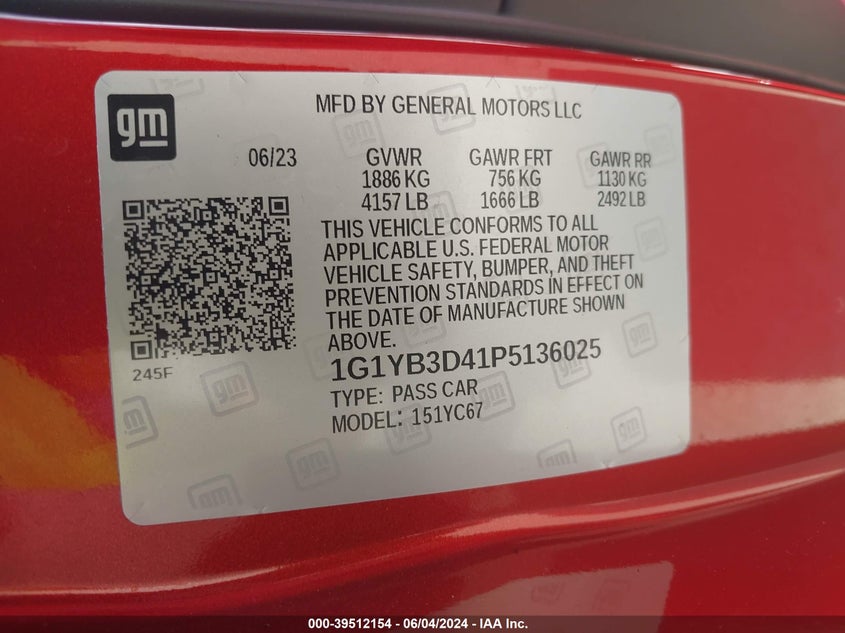 gm
MFD BY GENERAL MOTORS LLC
06/23 GVWR GAWR FRT GAWR RR
1886 KG 756 KG 1130 KG
4157 LB 1666 LB 2492 LB
THIS VEHICLE CONFORMS TO ALL
APPLICABLE U.S. FEDERAL MOTOR
VEHICLE SAFETY, BUMPER, AND THEFT
PREVENTION STANDARDS IN EFFECT ON
THE DATE OF MANUFACTURE SHOWN
ABOVE.
245F
1G1YB3D41P5136025
TYPE: PASS CAR
MODEL: 151YC67
000-39512154 - 06/04/2024 - IAA Inc.